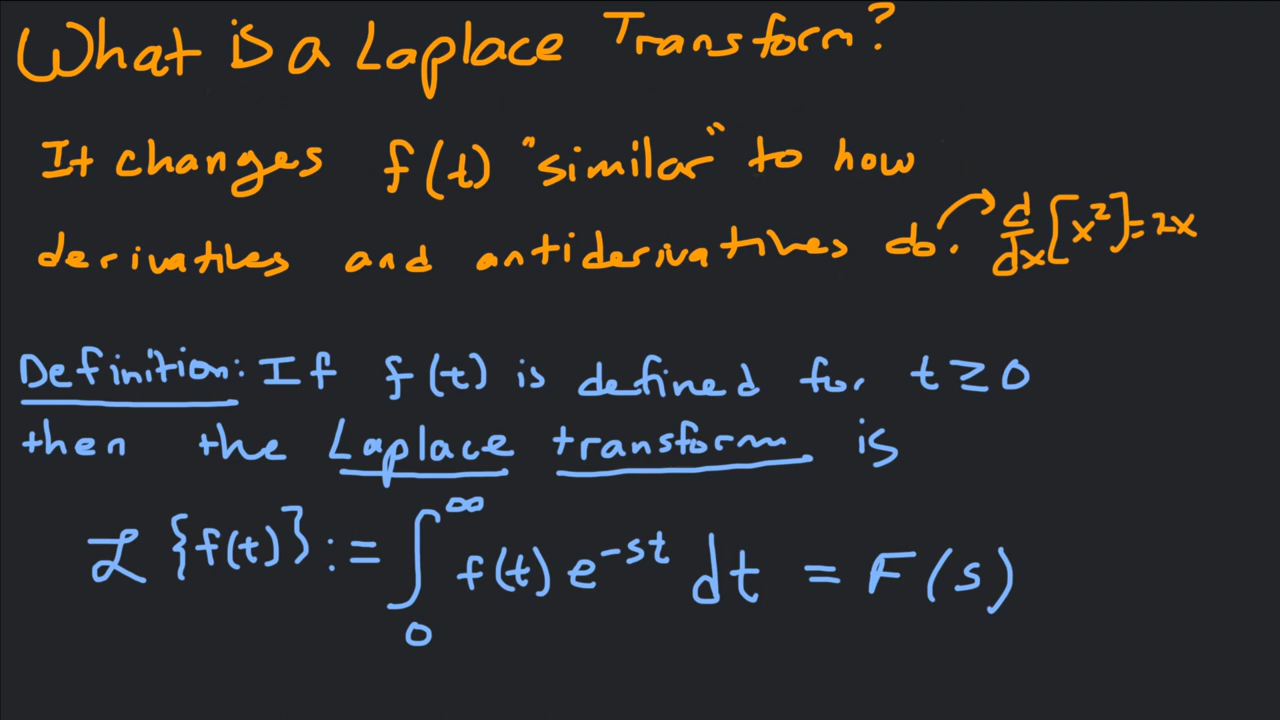 What is a Laplace Transform?
It changes f(t) "similar" to how
derivatives and antiderivatives do. d/dx[x²]=2x
Definition: If f(t) is defined for t≥0
then the Laplace transform is
ℒ{f(t)}:=∫₀^∞ f(t)e^{-st} dt = F(s)